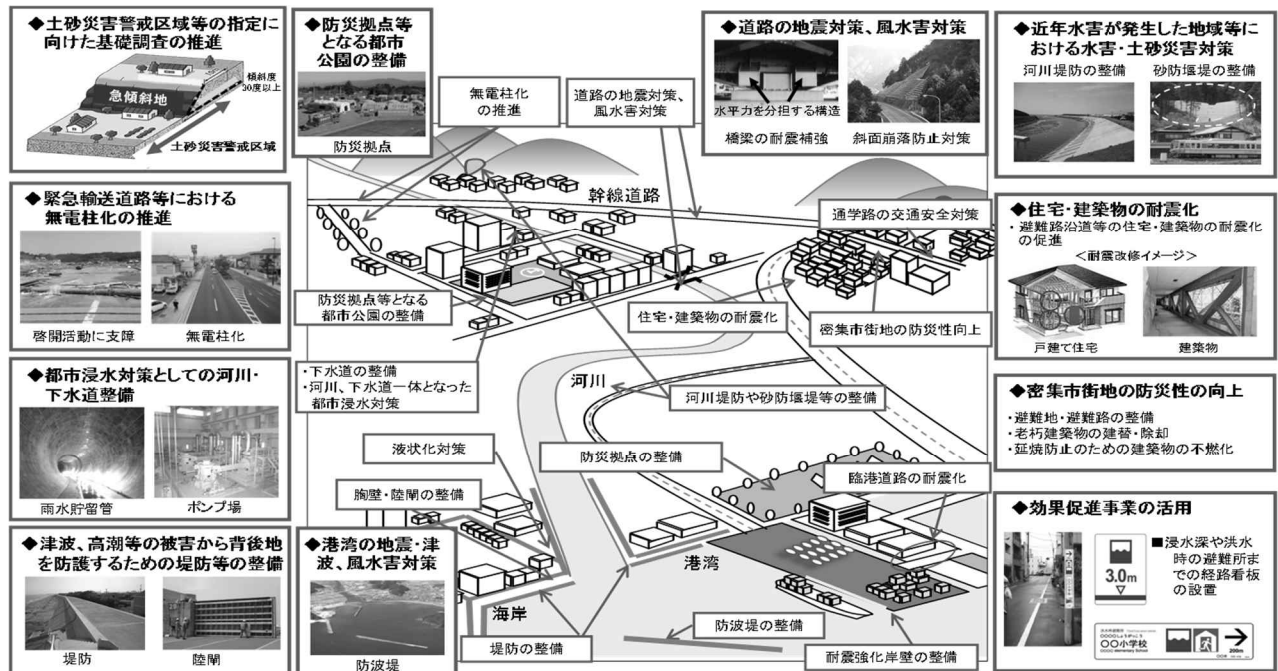 ◆土砂災害警戒区域等の指定に
向けた基礎調査の推進
傾斜度
30度以上
急傾斜地
土砂災害警戒区域
◆防災拠点等
となる都市
公園の整備
防災拠点
無電柱化
の推進
道路の地震対策、
風水害対策
◆道路の地震対策、風水害対策
水平力を分担する構造
橋梁の耐震補強
斜面崩落防止対策
◆近年水害が発生した地域等に
おける水害・土砂災害対策
河川堤防の整備
砂防堰堤の整備
◆緊急輸送道路等における
無電柱化の推進
啓開活動に支障
無電柱化
幹線道路
通学路の交通安全対策
防災拠点等となる
都市公園の整備
住宅・建築物の耐震化
密集市街地の防災性向上
◆住宅・建築物の耐震化
・避難路沿道等の住宅・建築物の耐震化
の促進
<耐震改修イメージ>
戸建て住宅
建築物
◆都市浸水対策としての河川・
下水道整備
雨水貯留管
ポンプ場
・下水道の整備
・河川、下水道一体となった
都市浸水対策
河川
河川堤防や砂防堰堤等の整備
◆密集市街地の防災性の向上
・避難地・避難路の整備
・老朽建築物の建替・除却
・延焼防止のための建築物の不燃化
液状化対策
防災拠点の整備
臨港道路の耐震化
胸壁・陸閘の整備
◆津波、高潮等の被害から背後地
を防護するための堤防等の整備
堤防
陸閘
◆港湾の地震・津
波、風水害対策
防波堤
海岸
港湾
堤防の整備
防波堤の整備
耐震強化岸壁の整備
◆効果促進事業の活用
3.0m
■浸水深や洪水
時の避難所ま
での経路看板
の設置
〇〇〇〇しょうがっこう
〇〇小学校
〇〇〇〇 Elementary School
200m